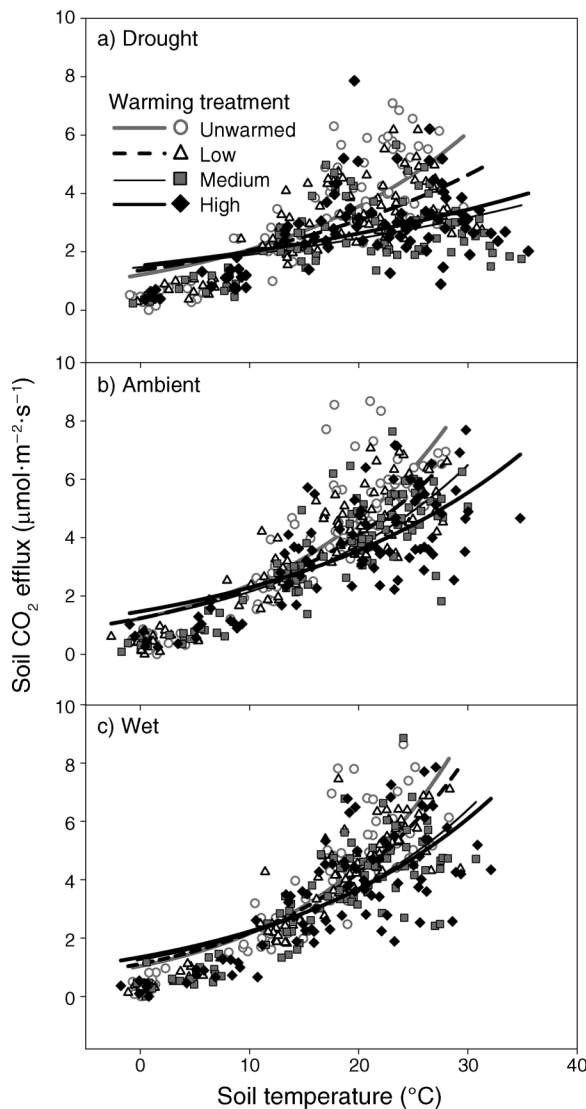 10
a) Drought
8
Warming treatment
Unwarmed
6
Low
Medium
4
High
2
0
10
b) Ambient
8
6
4
2
0
10
c) Wet
8
6
4
2
0
0 10 20 30 40
Soil temperature (°C)
Soil CO₂ efflux (μmol·m⁻²·s⁻¹)